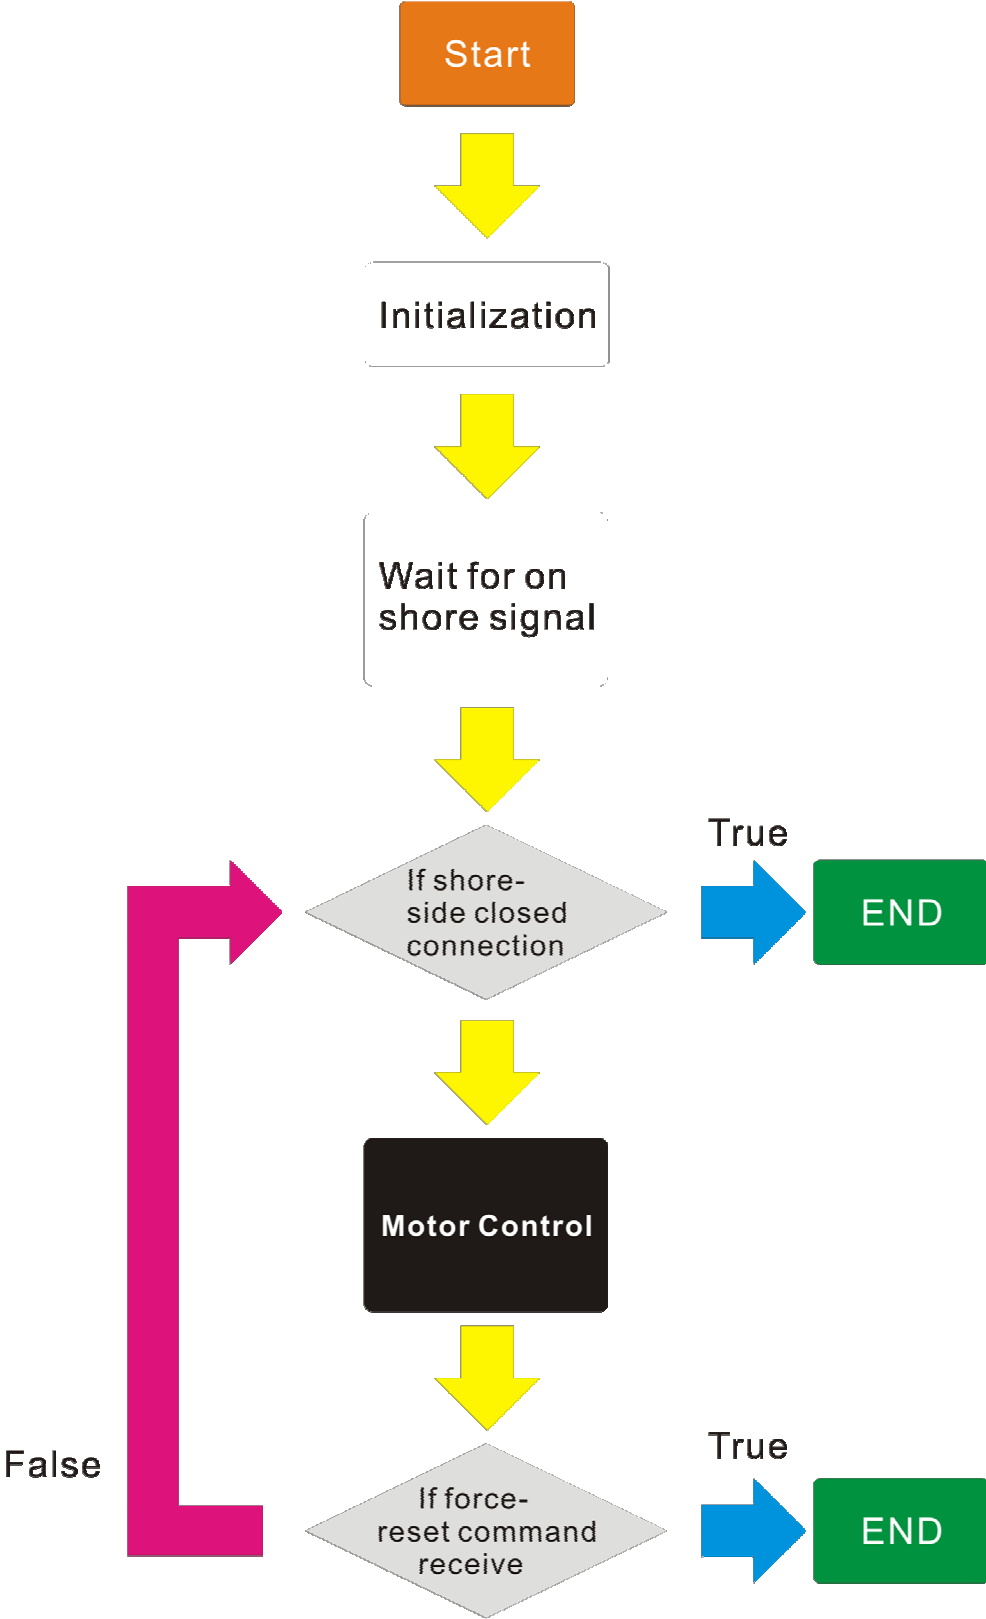 Start
Initialization
Wait for on
shore signal
If shore-
side closed
connection
True
END
Motor Control
False
If force-
reset command
receive
True
END